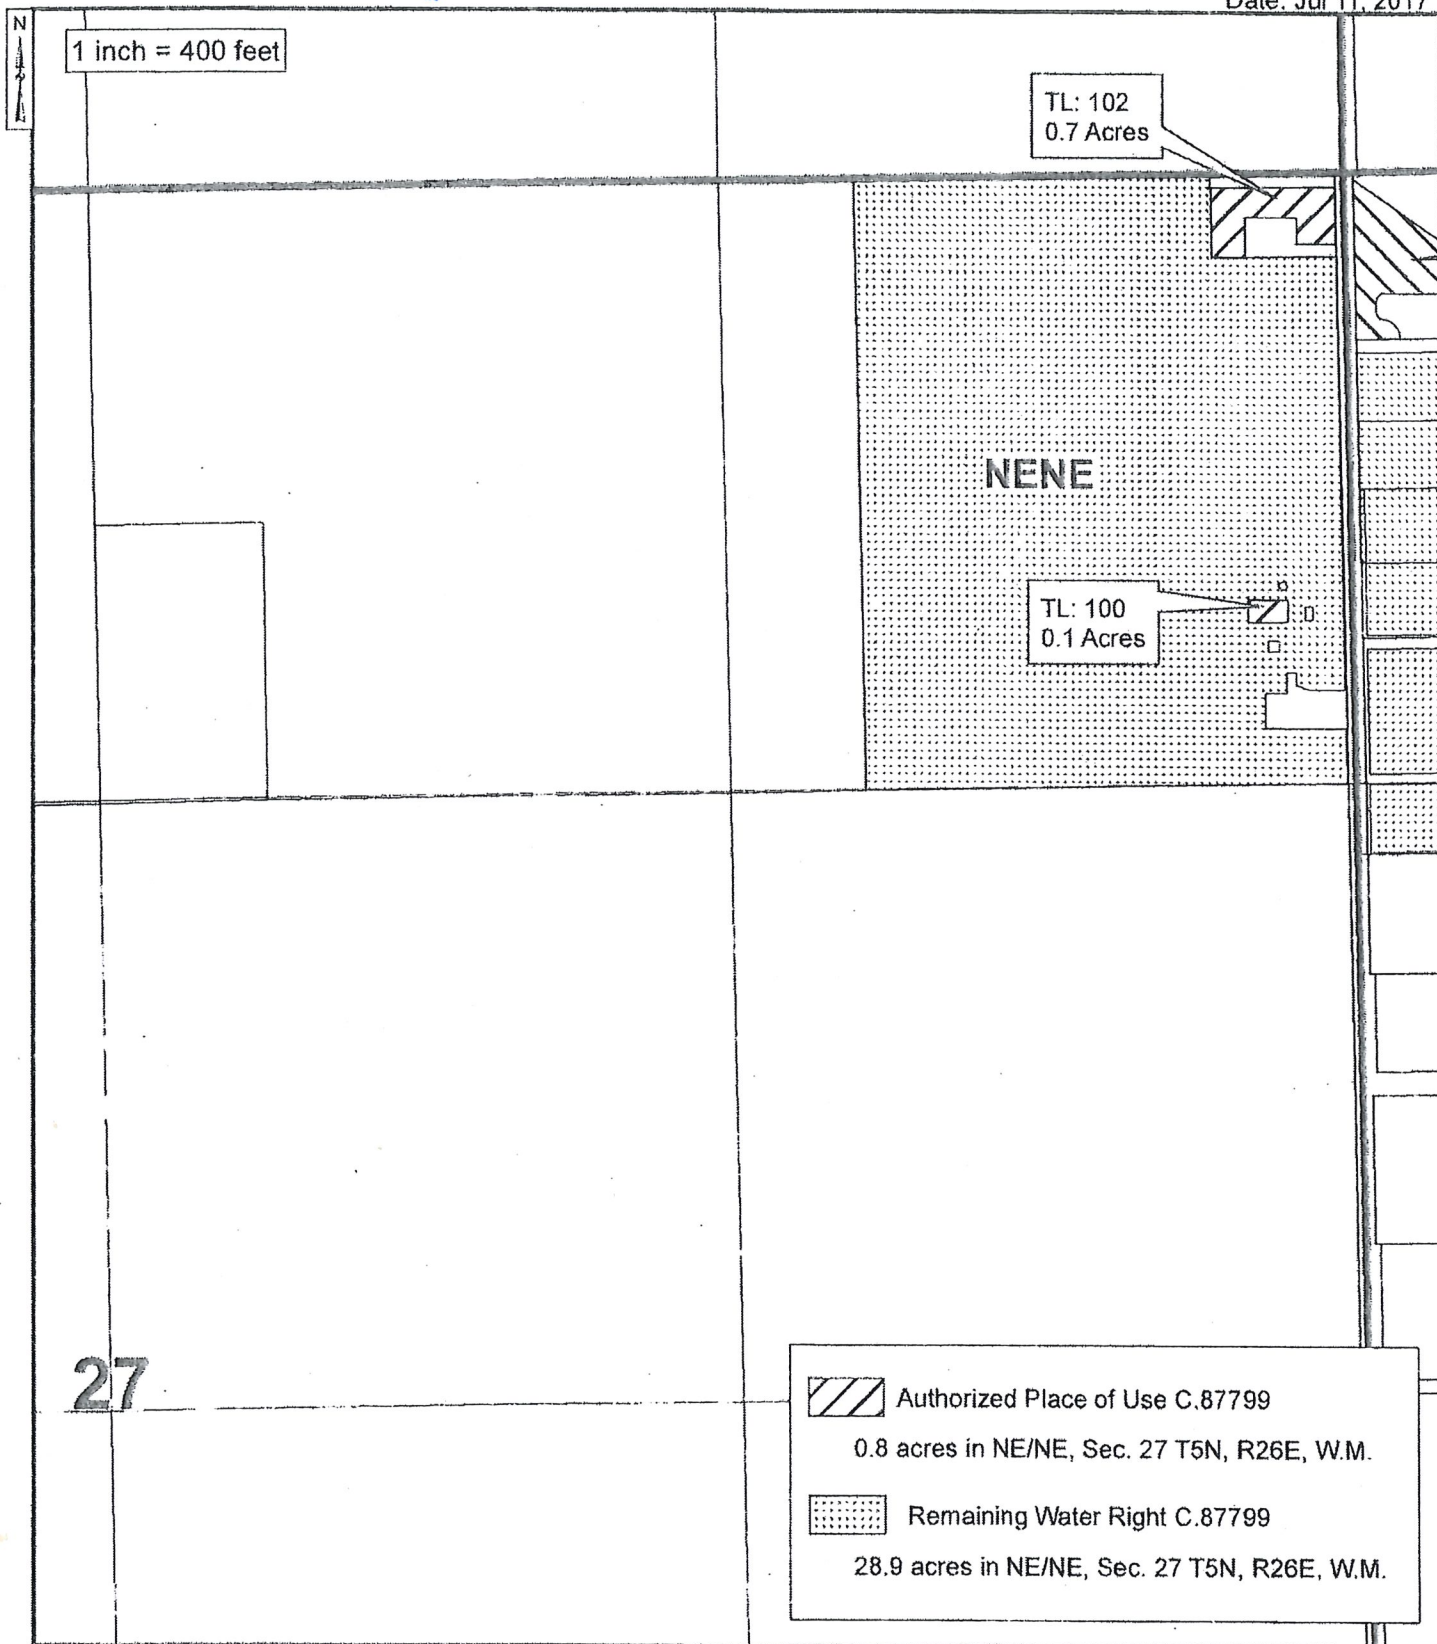 Date: Jul 11, 2017
N
1 inch = 400 feet
TL: 102
0.7 Acres
NENE
TL: 100
0.1 Acres
27
Authorized Place of Use C.87799
0.8 acres in NE/NE, Sec. 27 T5N, R26E, W.M.
Remaining Water Right C.87799
28.9 acres in NE/NE, Sec. 27 T5N, R26E, W.M.